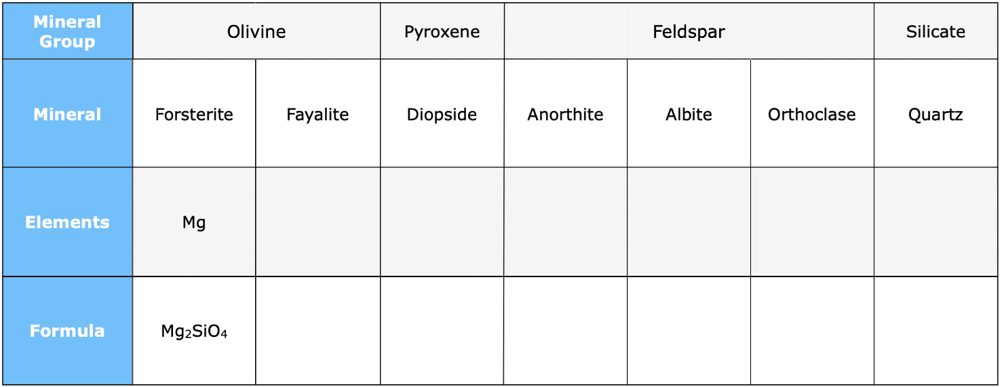 Mineral
Group
Olivine
Pyroxene
Feldspar
Silicate
Mineral
Forsterite
Fayalite
Diopside
Anorthite
Albite
Orthoclase
Quartz
Elements
Mg
Formula
Mg₂SiO₄